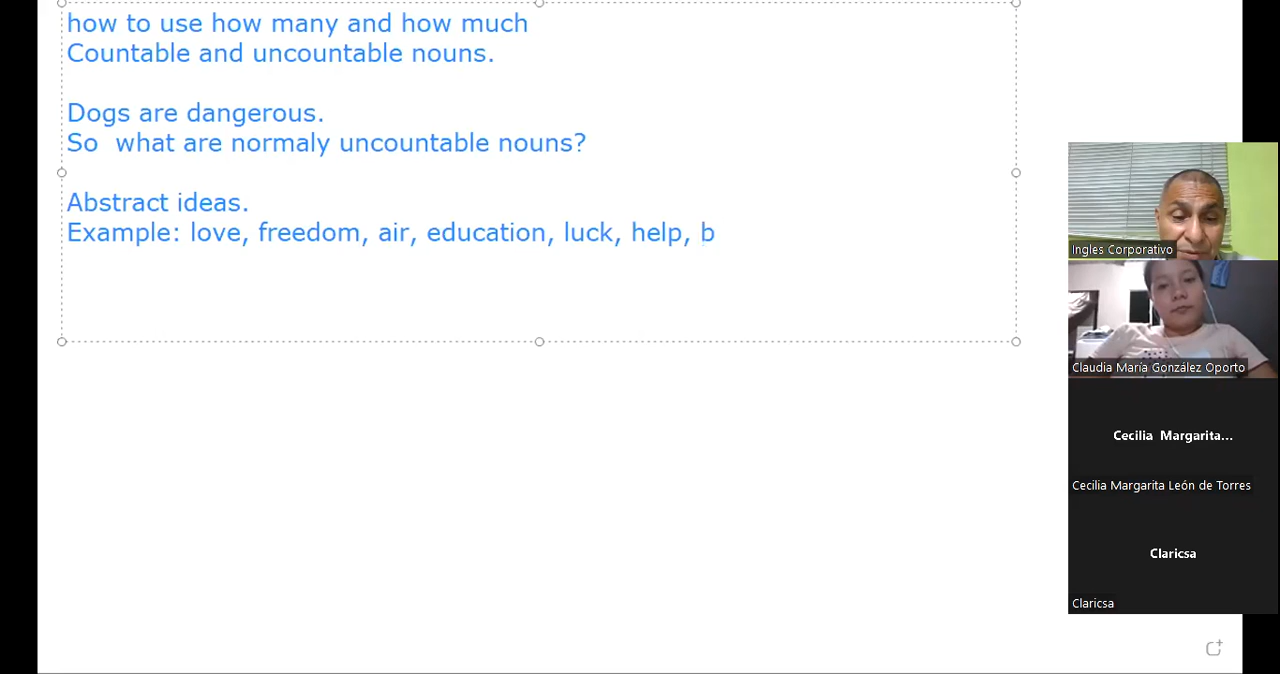 how to use how many and how much
Countable and uncountable nouns.
Dogs are dangerous.
So  what are normaly uncountable nouns?
Abstract ideas.
Example: love, freedom, air, education, luck, help, b
Ingles Corporativo
Claudia María González Oporto
Cecilia Margarita...
Cecilia Margarita León de Torres
Claricsa
Claricsa